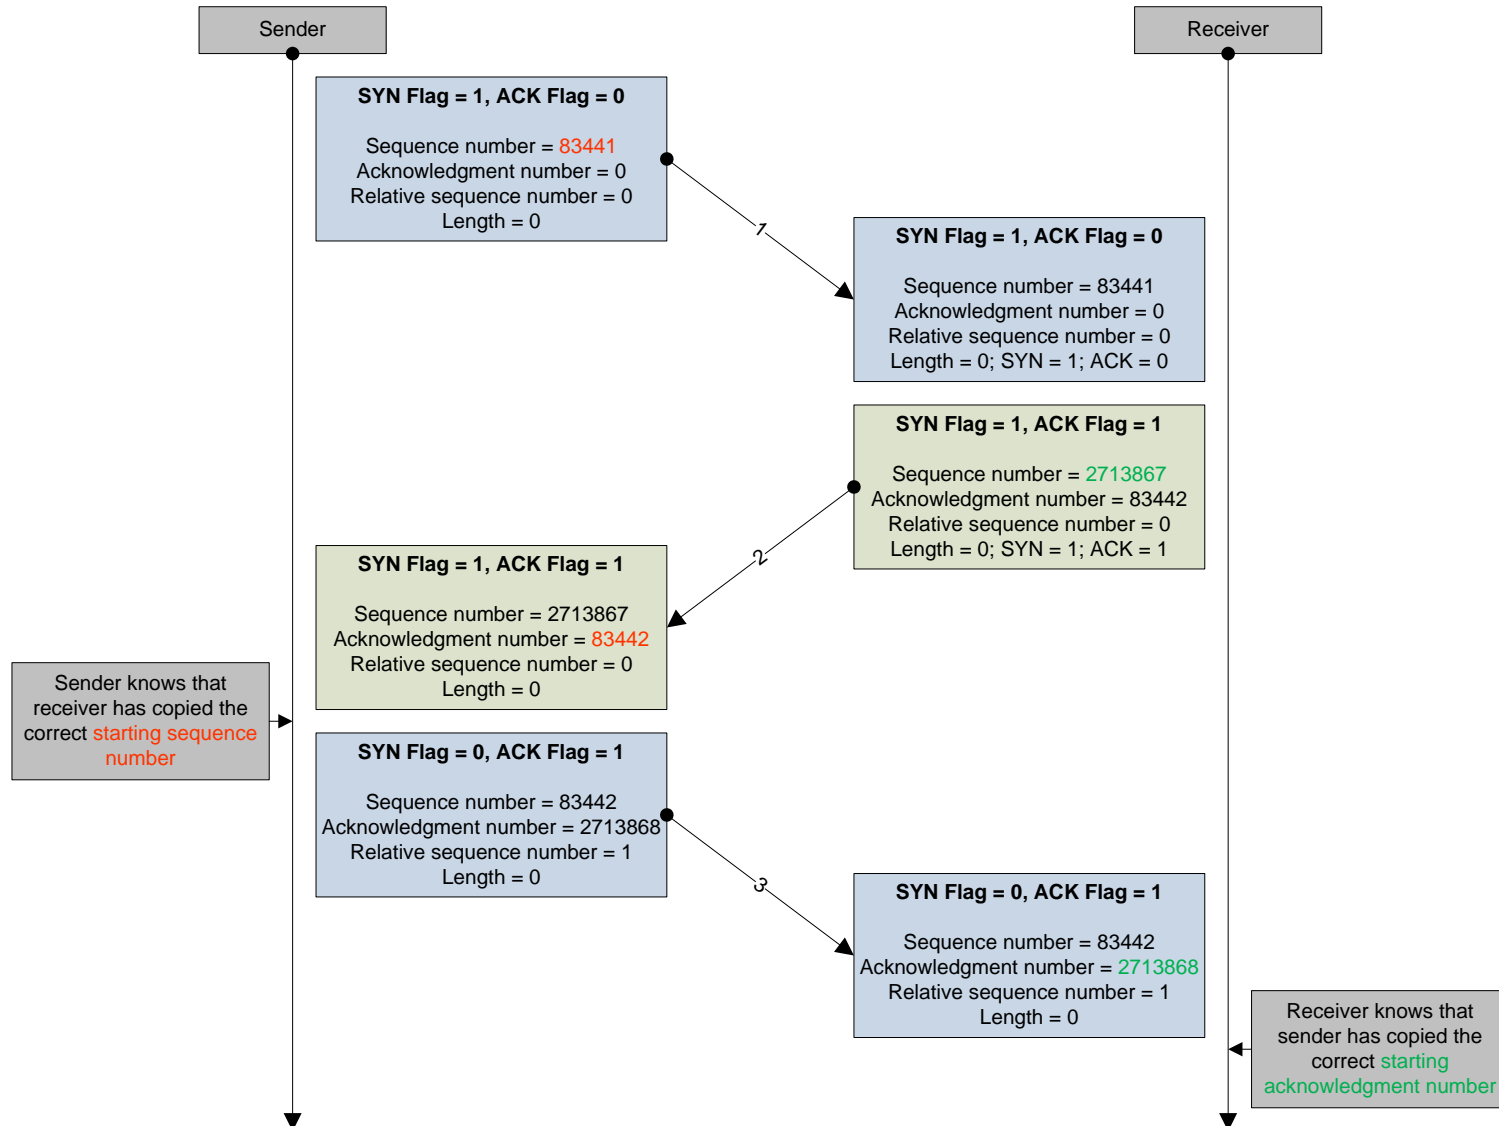 Sender
Receiver
SYN Flag = 1, ACK Flag = 0
Sequence number = 83441
Acknowledgment number = 0
Relative sequence number = 0
Length = 0
1
SYN Flag = 1, ACK Flag = 0
Sequence number = 83441
Acknowledgment number = 0
Relative sequence number = 0
Length = 0; SYN = 1; ACK = 0
SYN Flag = 1, ACK Flag = 1
Sequence number = 2713867
Acknowledgment number = 83442
Relative sequence number = 0
Length = 0; SYN = 1; ACK = 1
2
SYN Flag = 1, ACK Flag = 1
Sequence number = 2713867
Acknowledgment number = 83442
Relative sequence number = 0
Length = 0
Sender knows that
receiver has copied the
correct starting sequence
number
SYN Flag = 0, ACK Flag = 1
Sequence number = 83442
Acknowledgment number = 2713868
Relative sequence number = 1
Length = 0
3
SYN Flag = 0, ACK Flag = 1
Sequence number = 83442
Acknowledgment number = 2713868
Relative sequence number = 1
Length = 0
Receiver knows that
sender has copied the
correct starting
acknowledgment number